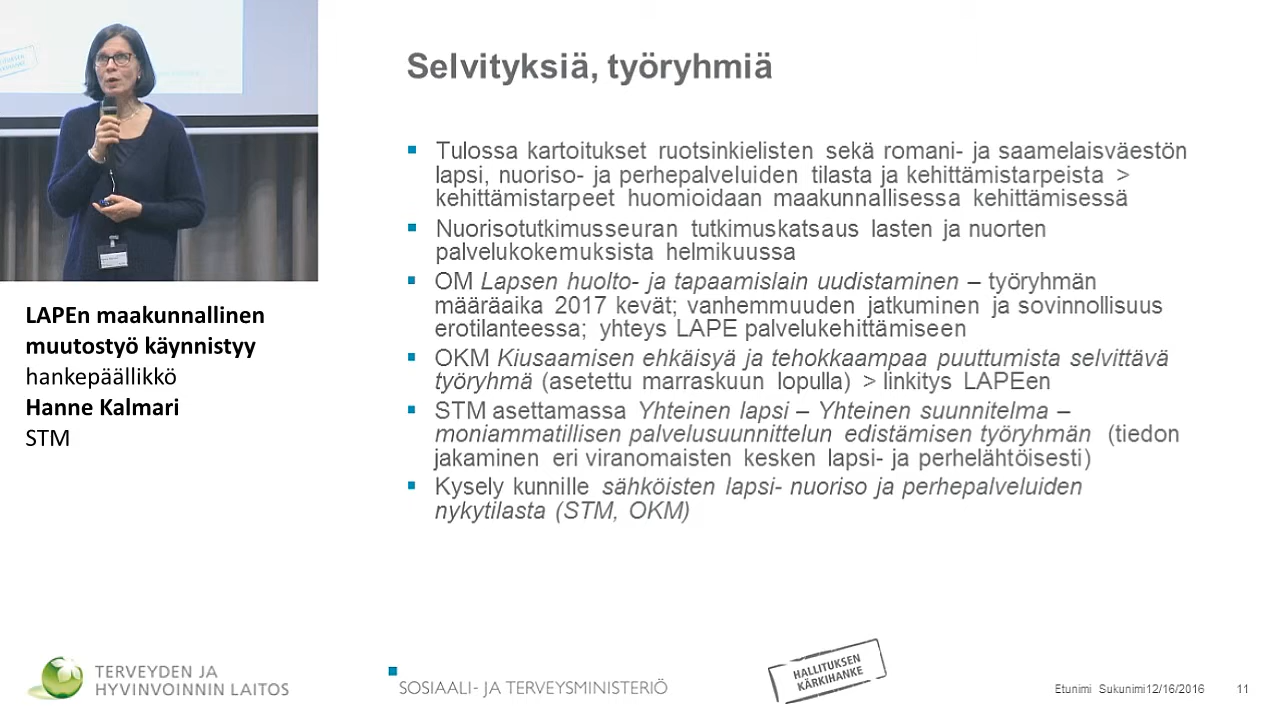 LAPEn maakunnallinen
muutostyö käynnistyy
hankepäällikkö
Hanne Kalmari
STM
Selvityksiä, työryhmiä
Tulossa kartoitukset ruotsinkielisten sekä romani- ja saamelaisväestön
lapsi, nuoriso- ja perhepalveluiden tilasta ja kehittämistarpeista >
kehittämistarpeet huomioidaan maakunnallisessa kehittämisessä
Nuorisotutkimusseuran tutkimuskatsaus lasten ja nuorten
palvelukokemuksista helmikuussa
OM Lapsen huolto- ja tapaamislain uudistaminen – työryhmän
määräaika 2017 kevät; vanhemmuuden jatkuminen ja sovinnollisuus
erotilanteessa; yhteys LAPE palvelukehittämiseen
OKM Kiusaamisen ehkäisyä ja tehokkaampaa puuttumista selvittävä
työryhmä (asetettu marraskuun lopulla) > linkitys LAPEen
STM asettamassa Yhteinen lapsi – Yhteinen suunnitelma –
moniammatillisen palvelusuunnittelun edistämisen työryhmän (tiedon
jakaminen eri viranomaisten kesken lapsi- ja perhelähtöisesti)
Kysely kunnille sähköisten lapsi- nuoriso ja perhepalveluiden
nykytilasta (STM, OKM)
TERVEYDEN JA
HYVINVOINNIN LAITOS
SOSIAALI- JA TERVEYSMINISTERIÖ
HALLITUKSEN
KÄRKIHANKE
Etunimi Sukunimi12/16/2016
11